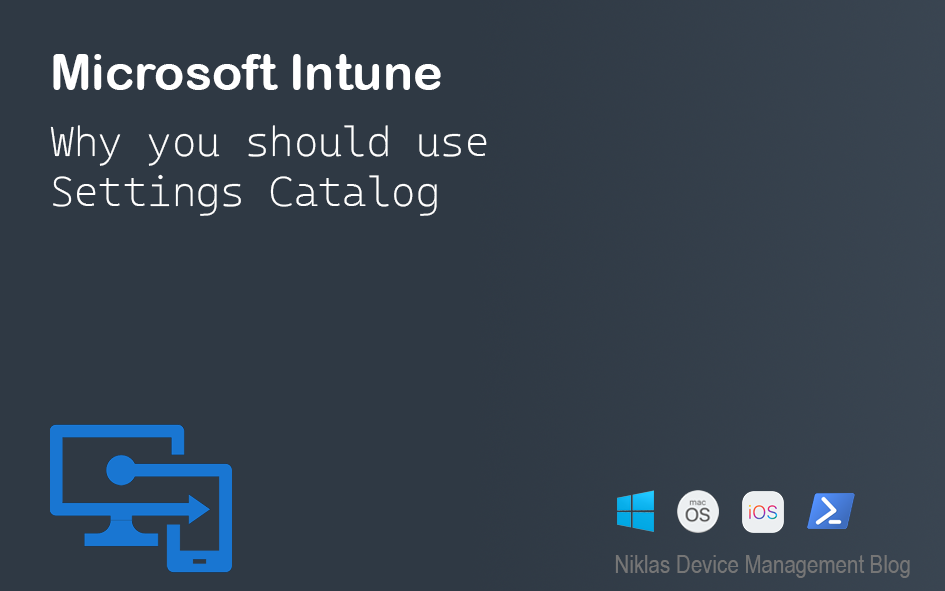 Microsoft Intune
Why you should use
Settings Catalog
mac
OS
iOS
Niklas Device Management Blog